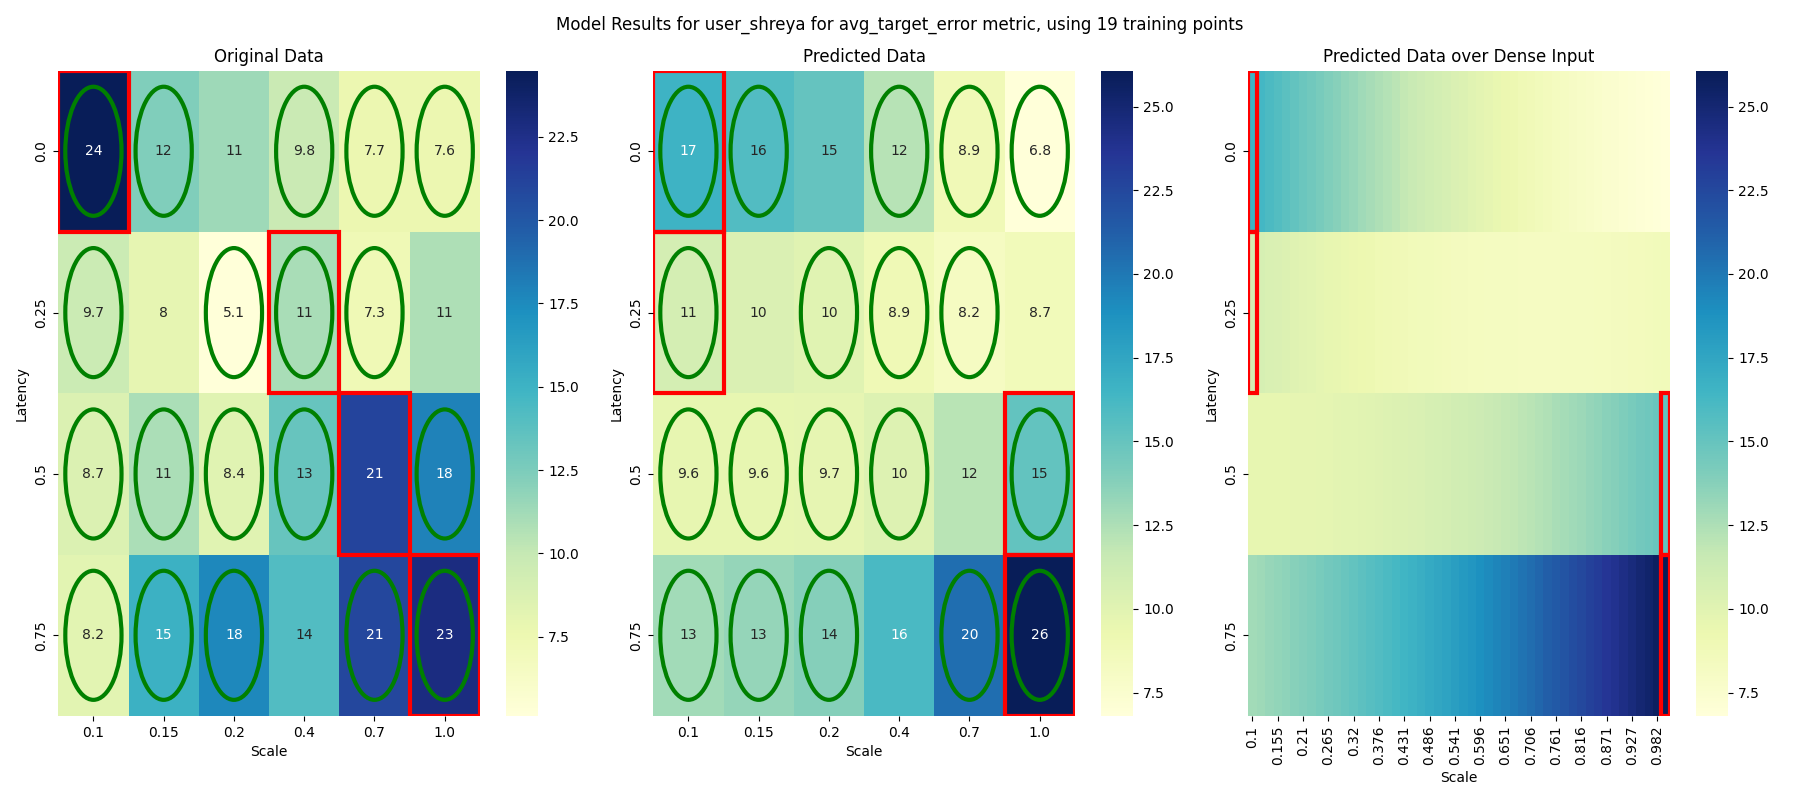 Model Results for user_shreya for avg_target_error metric, using 19 training points
Original Data
24 12 11 9.8 7.7 7.6
9.7 8 5.1 11 7.3 11
8.7 11 8.4 13 21 18
8.2 15 18 14 21 23
0.0
0.25
0.5
0.75
Latency
0.1 0.15 0.2 0.4 0.7 1.0
Scale
22.5
20.0
17.5
15.0
12.5
10.0
7.5
Predicted Data
17 16 15 12 8.9 6.8
11 10 10 8.9 8.2 8.7
9.6 9.6 9.7 10 12 15
13 13 14 16 20 26
0.0
0.25
0.5
0.75
Latency
0.1 0.15 0.2 0.4 0.7 1.0
Scale
25.0
22.5
20.0
17.5
15.0
12.5
10.0
7.5
Predicted Data over Dense Input
0.0
0.25
0.5
0.75
Latency
0.1 0.155 0.21 0.265 0.32 0.376 0.431 0.486 0.541 0.596 0.651 0.706 0.761 0.816 0.871 0.927 0.982
Scale
25.0
22.5
20.0
17.5
15.0
12.5
10.0
7.5